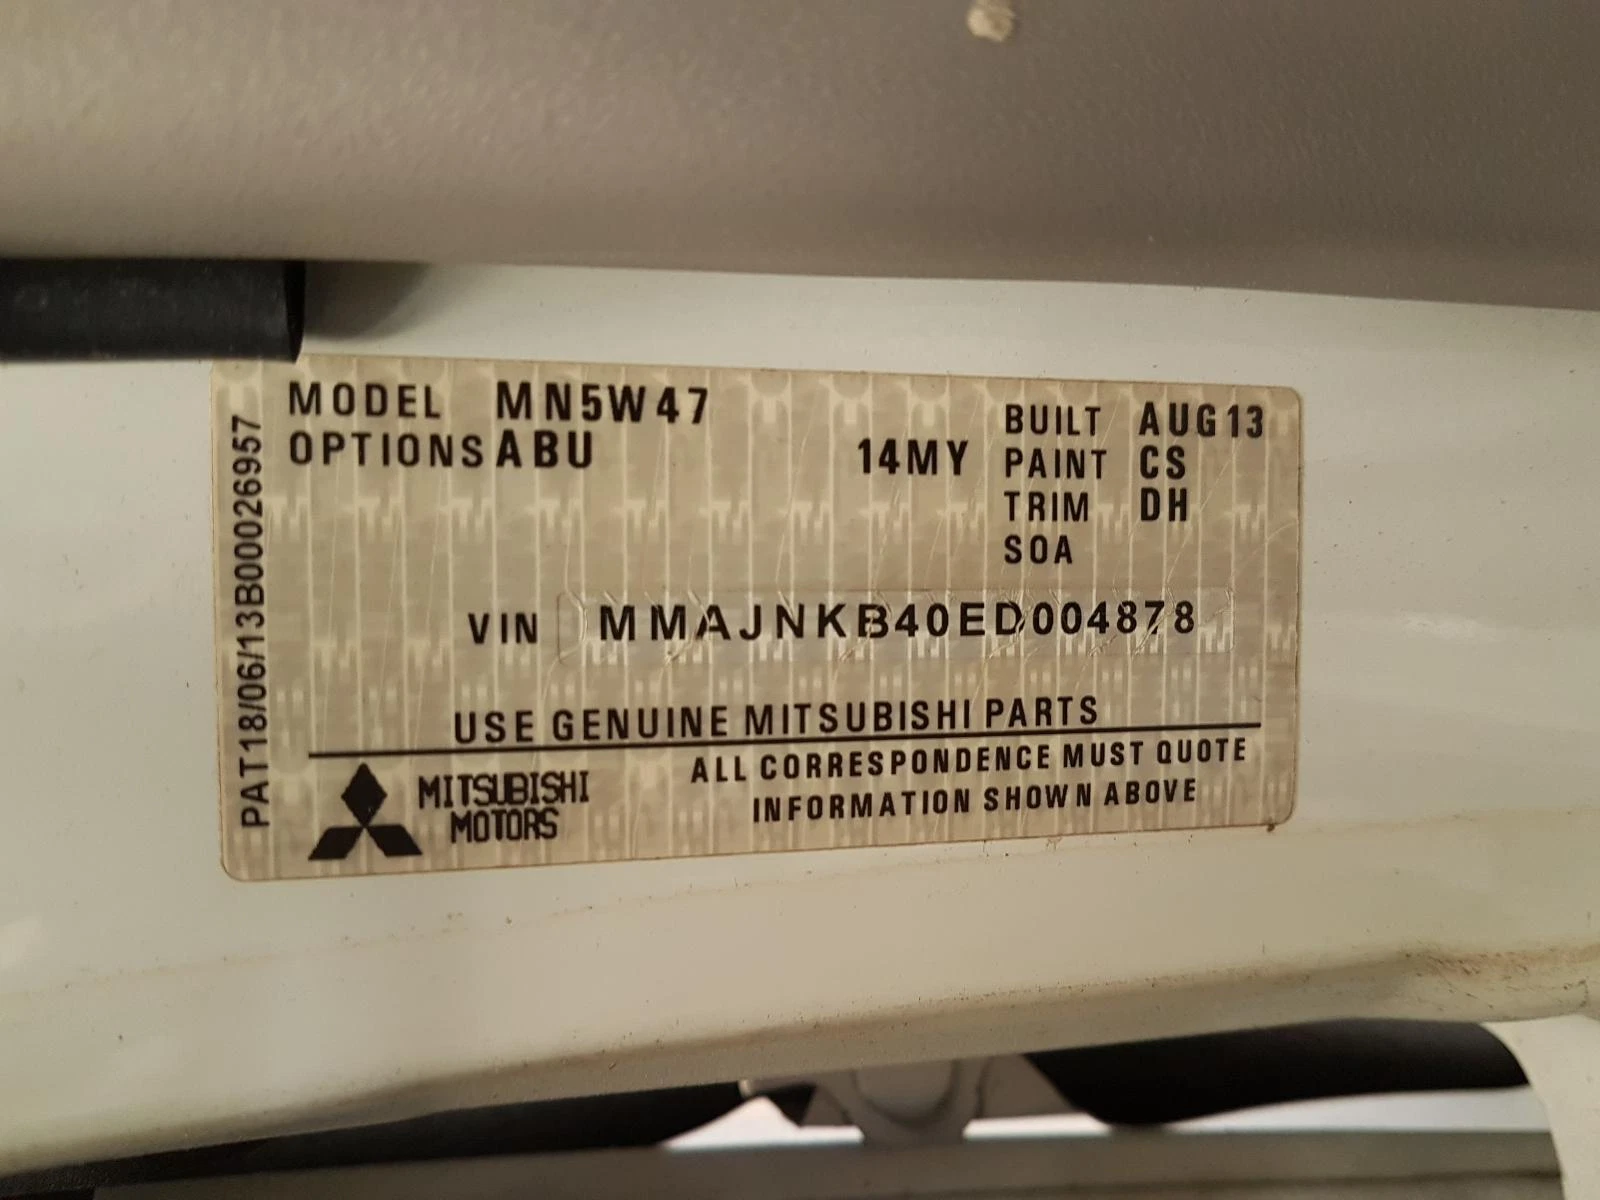 MODEL MN5W47
OPTIONS ABU 14MY
BUILT AUG13
PAINT CS
TRIM DH
SOA
VIN MMAJNKB40ED004878
USE GENUINE MITSUBISHI PARTS
MITSUBISHI
MOTORS
ALL CORRESPONDENCE MUST QUOTE
INFORMATION SHOWN ABOVE
PAT18/06/13B00026957